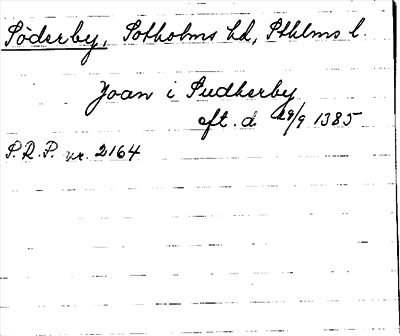 Söderby, Sotholms hd, Sthlms l.
Joan i Sudherby
eft. d 29/9 1385
S.R.P. nr. 2164